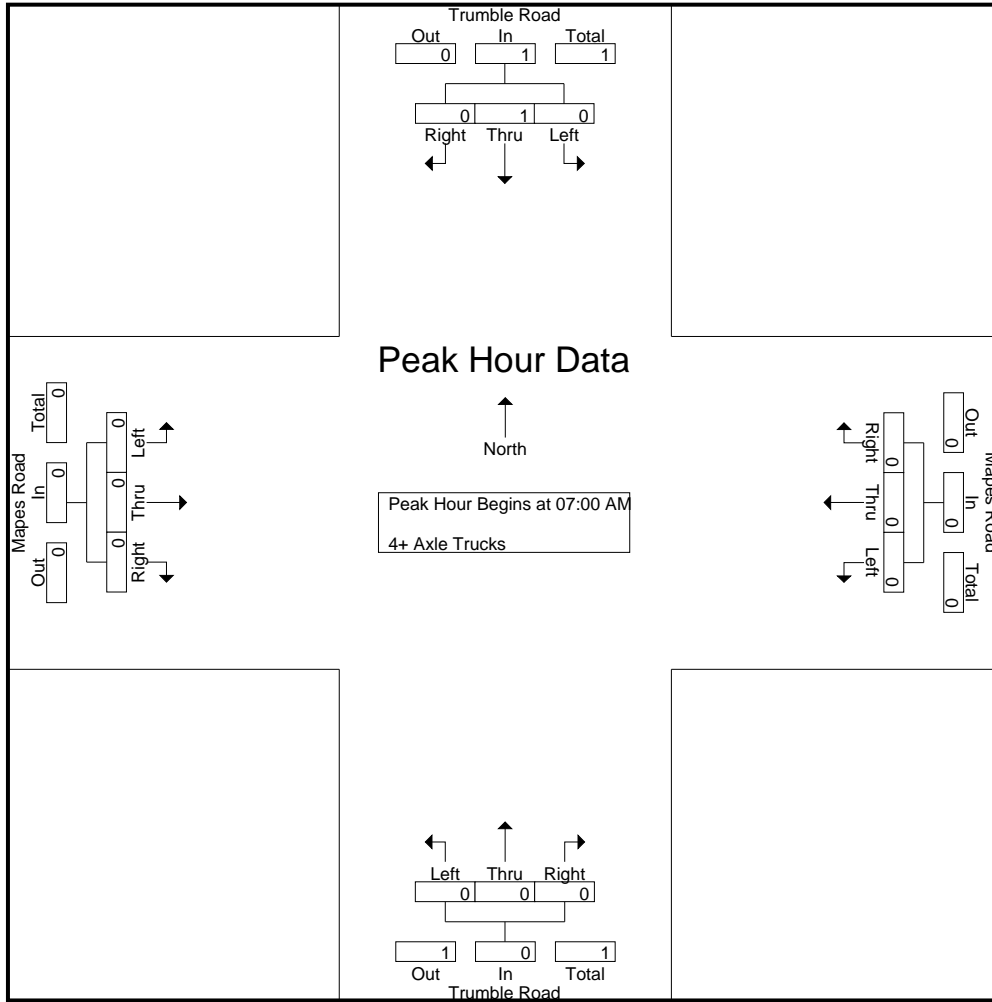 Trumble Road
Out In Total
0 1 1
0 1 0
Right Thru Left
Peak Hour Data
North
Peak Hour Begins at 07:00 AM
4+ Axle Trucks
Mapes Road
Out In Total
0 0 0
0 0 0
Right Thru Left
Left Thru Right
0 0 0
Total In Out
0 0 0
Mapes Road
Left Thru Right
0 0 0
1 0 1
Out In Total
Trumble Road